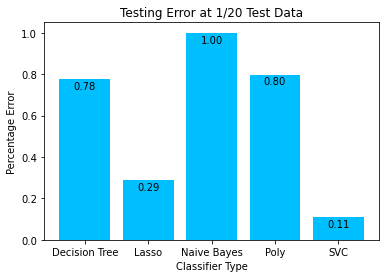 Testing Error at 1/20 Test Data
Percentage Error
1.0
0.8
0.6
0.4
0.2
0.0
0.78
0.29
1.00
0.80
0.11
Decision Tree
Lasso
Naive Bayes
Poly
SVC
Classifier Type